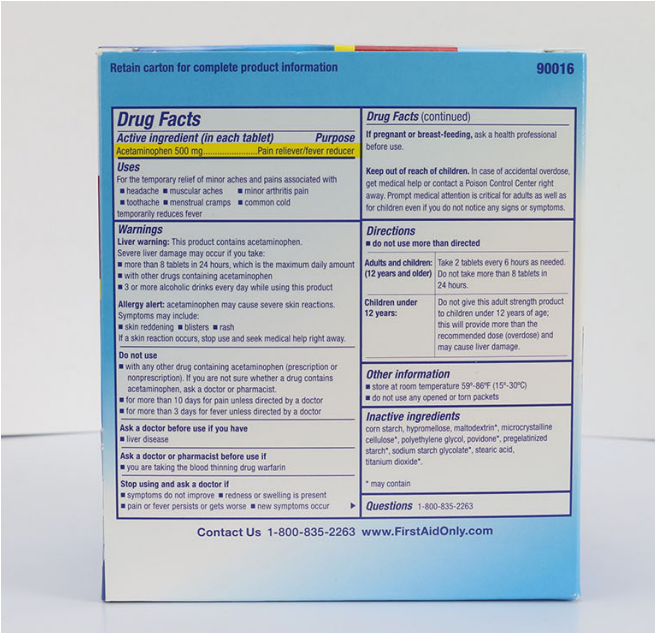 Retain carton for complete product information
90016
Drug Facts
Active ingredient (in each tablet) Purpose
Acetaminophen 500 mg.......................Pain reliever/fever reducer
Uses
For the temporary relief of minor aches and pains associated with
■ headache ■ muscular aches ■ minor arthritis pain
■ toothache ■ menstrual cramps ■ common cold
temporarily reduces fever
Warnings
Liver warning: This product contains acetaminophen.
Severe liver damage may occur if you take:
■ more than 8 tablets in 24 hours, which is the maximum daily amount
■ with other drugs containing acetaminophen
■ 3 or more alcoholic drinks every day while using this product
Allergy alert: acetaminophen may cause severe skin reactions.
Symptoms may include:
■ skin reddening ■ blisters ■ rash
If a skin reaction occurs, stop use and seek medical help right away.
Do not use
■ with any other drug containing acetaminophen (prescription or
nonprescription). If you are not sure whether a drug contains
acetaminophen, ask a doctor or pharmacist.
■ for more than 10 days for pain unless directed by a doctor
■ for more than 3 days for fever unless directed by a doctor
Ask a doctor before use if you have
■ liver disease
Ask a doctor or pharmacist before use if
■ you are taking the blood thinning drug warfarin
Stop using and ask a doctor if
■ symptoms do not improve ■ redness or swelling is present
■ pain or fever persists or gets worse ■ new symptoms occur ▶
Drug Facts (continued)
If pregnant or breast-feeding, ask a health professional
before use.
Keep out of reach of children. In case of accidental overdose,
get medical help or contact a Poison Control Center right
away. Prompt medical attention is critical for adults as well as
for children even if you do not notice any signs or symptoms.
Directions
■ do not use more than directed
Adults and children: Take 2 tablets every 6 hours as needed.
(12 years and older) Do not take more than 8 tablets in
24 hours.
Children under Do not give this adult strength product
12 years: to children under 12 years of age;
this will provide more than the
recommended dose (overdose) and
may cause liver damage.
Other information
■ store at room temperature 59º-86ºF (15º-30ºC)
■ do not use any opened or torn packets
Inactive ingredients
corn starch, hypromellose, maltodextrin*, microcrystalline
cellulose*, polyethylene glycol, povidone*, pregelatinized
starch*, sodium starch glycolate*, stearic acid,
titanium dioxide*.
* may contain
Questions 1-800-835-2263
Contact Us 1-800-835-2263 www.FirstAidOnly.com